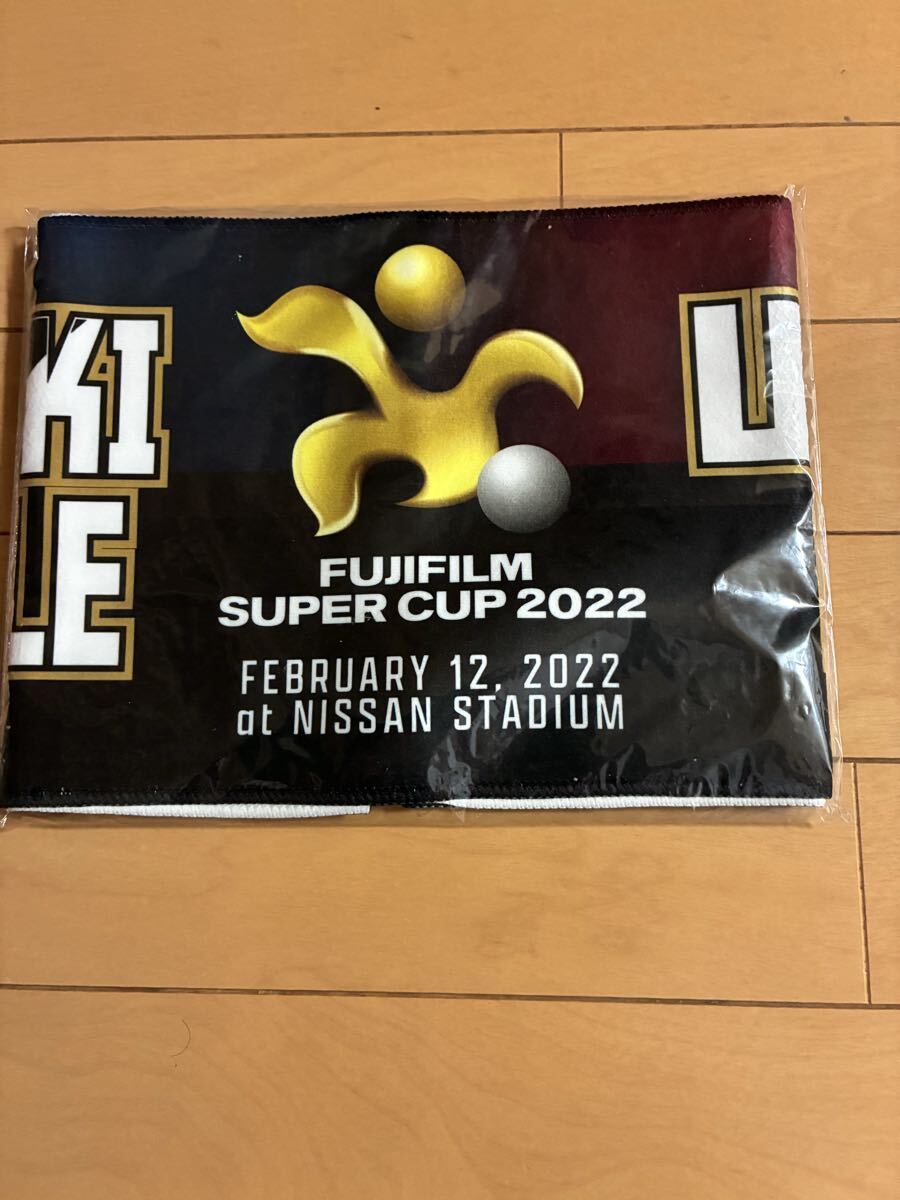 KI
LE
U
FUJIFILM
SUPER CUP 2022
FEBRUARY 12, 2022
at NISSAN STADIUM